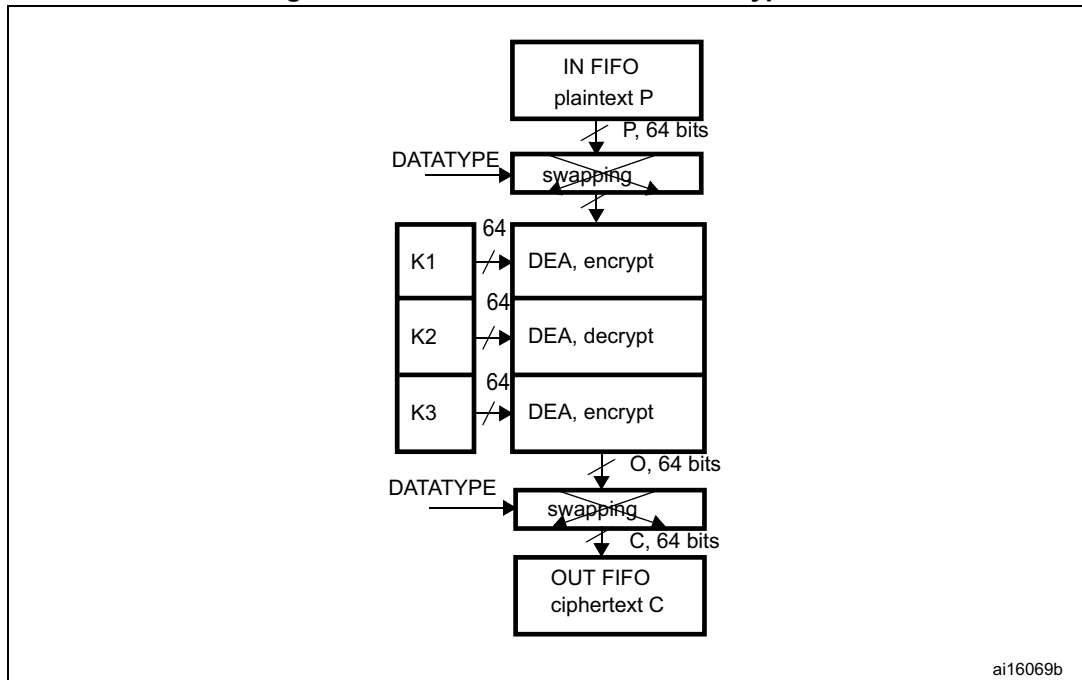 IN FIFO
plaintext P
P, 64 bits
DATATYPE
swapping
64
K1
DEA, encrypt
64
K2
DEA, decrypt
64
K3
DEA, encrypt
O, 64 bits
DATATYPE
swapping
C, 64 bits
OUT FIFO
ciphertext C
ai16069b